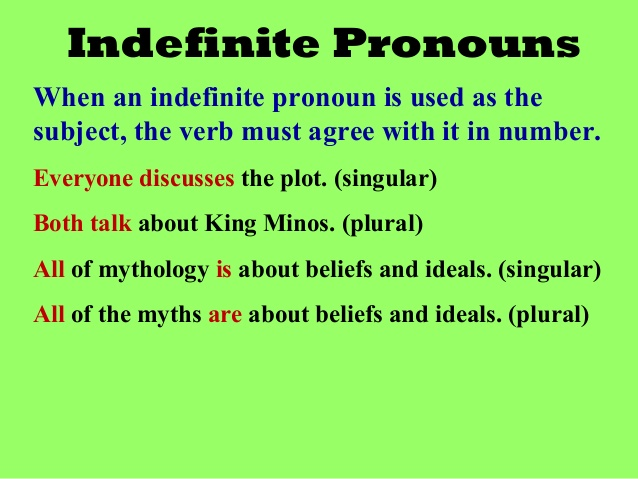 Indefinite Pronouns
When an indefinite pronoun is used as the
subject, the verb must agree with it in number.
Everyone discusses the plot. (singular)
Both talk about King Minos. (plural)
All of mythology is about beliefs and ideals. (singular)
All of the myths are about beliefs and ideals. (plural)